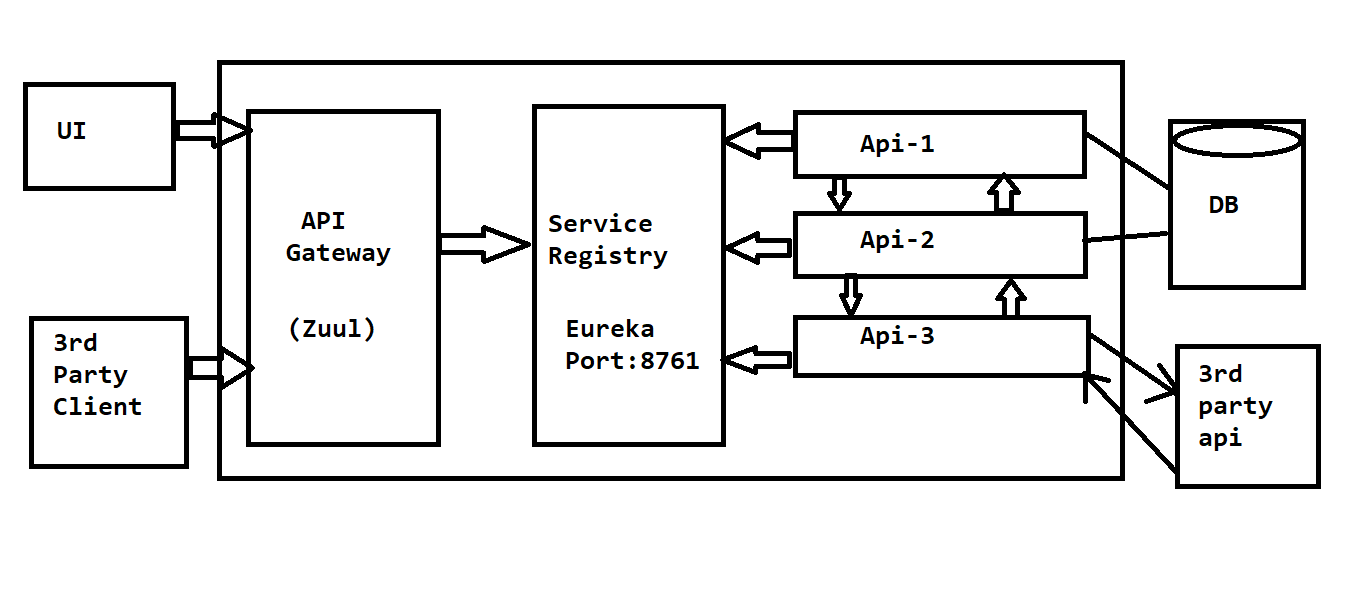 UI
3rd
Party
Client
API
Gateway
(Zuul)
Service
Registry
Eureka
Port:8761
Api-1
Api-2
Api-3
DB
3rd
party
api